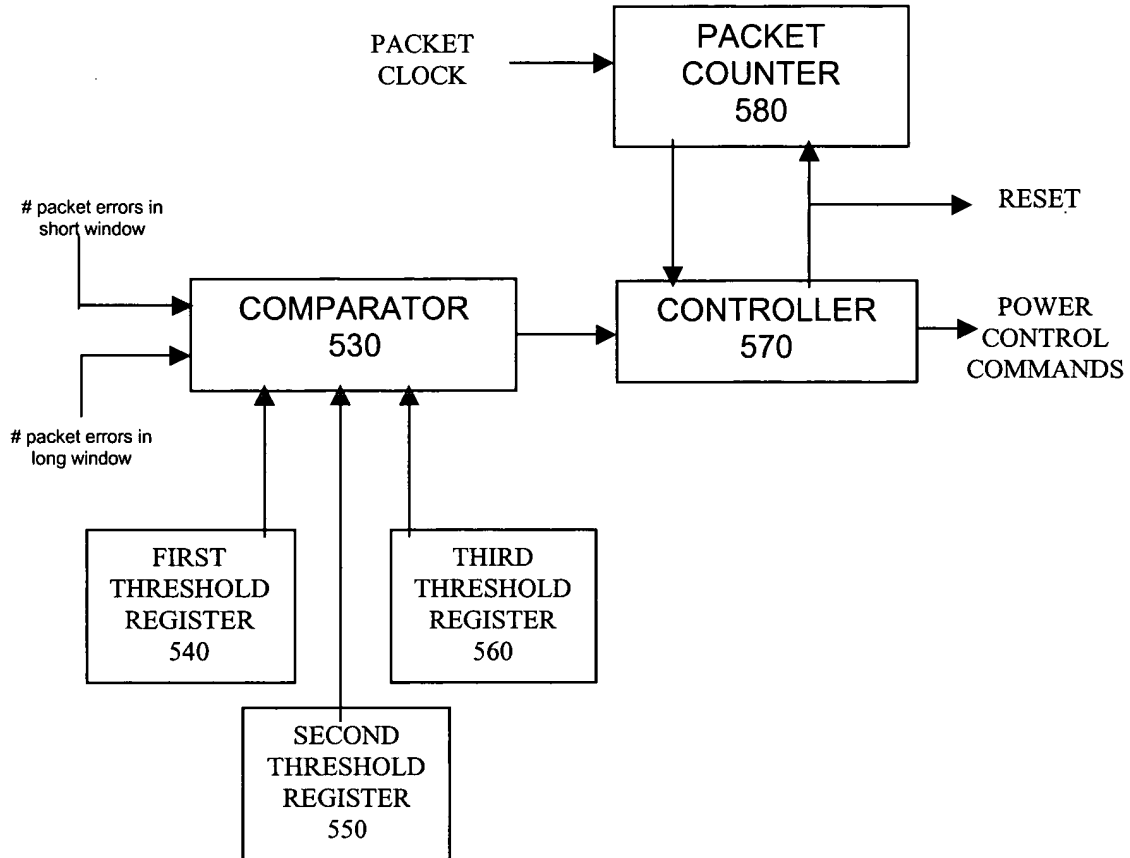 PACKET
CLOCK
PACKET
COUNTER
580
# packet errors in
short window
RESET
COMPARATOR
530
CONTROLLER
570
POWER
CONTROL
COMMANDS
# packet errors in
long window
FIRST
THRESHOLD
REGISTER
540
THIRD
THRESHOLD
REGISTER
560
SECOND
THRESHOLD
REGISTER
550